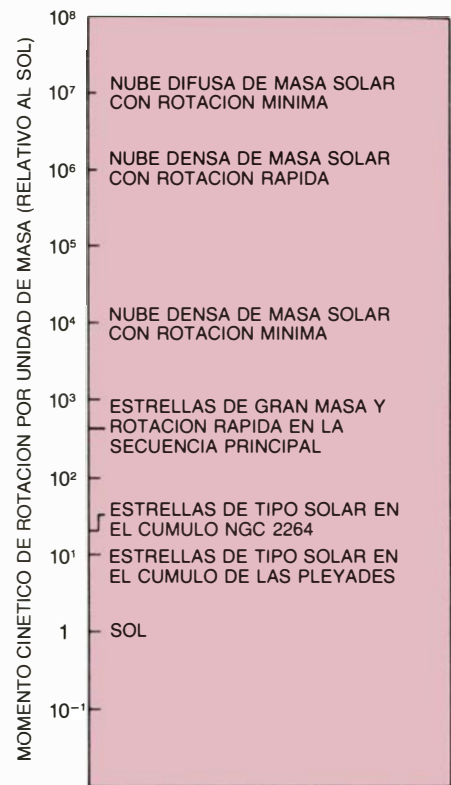 MOMENTO CINETICO DE ROTACION POR UNIDAD DE MASA (RELATIVO AL SOL)
10⁸
10⁷
NUBE DIFUSA DE MASA SOLAR
CON ROTACION MINIMA
10⁶
NUBE DENSA DE MASA SOLAR
CON ROTACION RAPIDA
10⁵
10⁴
NUBE DENSA DE MASA SOLAR
CON ROTACION MINIMA
10³
ESTRELLAS DE GRAN MASA Y
ROTACION RAPIDA EN LA
SECUENCIA PRINCIPAL
10²
ESTRELLAS DE TIPO SOLAR EN
EL CUMULO NGC 2264
10¹
ESTRELLAS DE TIPO SOLAR EN
EL CUMULO DE LAS PLEYADES
1
SOL
10⁻¹